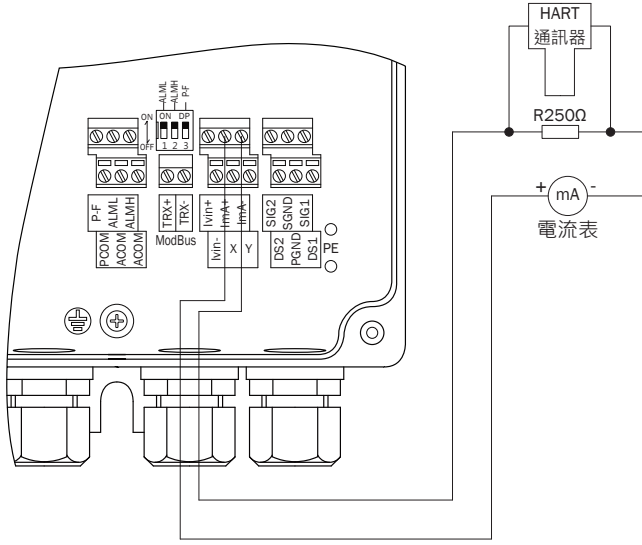 HART
通訊器
R250Ω
+ mA -
電流表
ALML
ALMH
P-F
ON
OFF
ON DP
1 2 3
P-F
ALML
ALMH
PCOM
ACOM
ACOM
TRX+
TRX-
ModBus
Ivin+
ImA+
ImA-
Ivin-
X
Y
SIG2
SGND
SIG1
DS2
PGND
DS1
PE